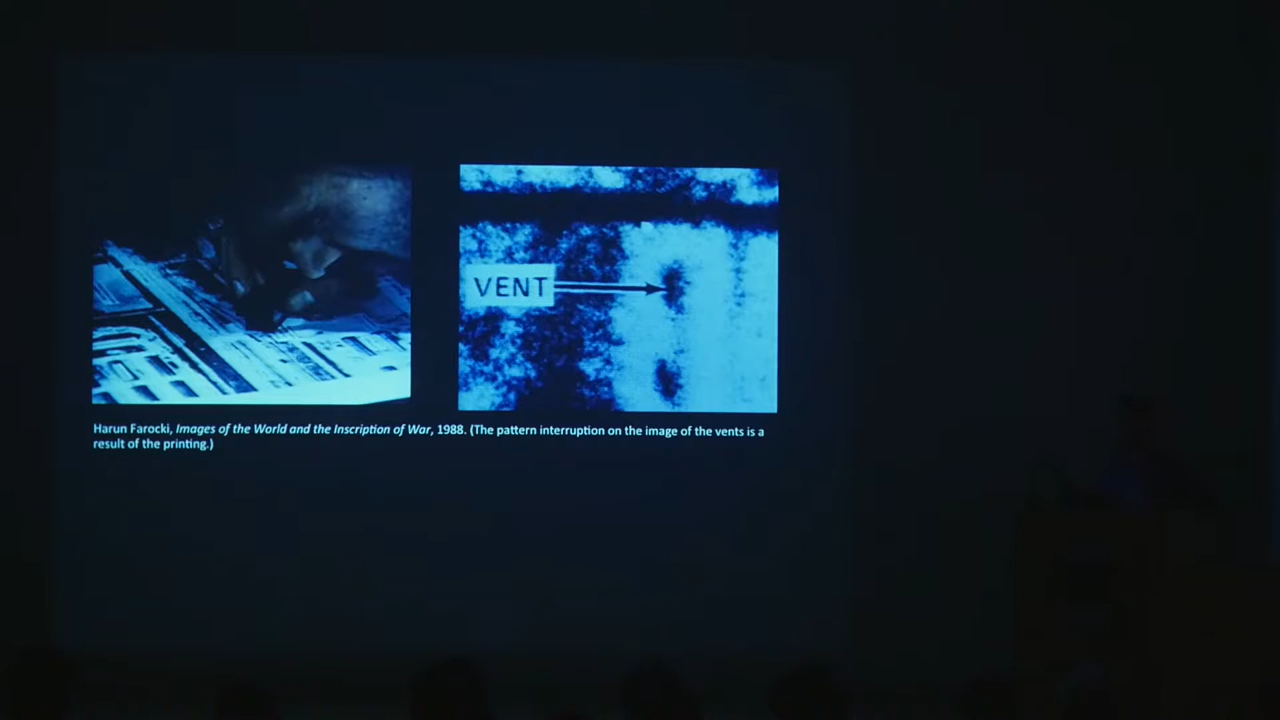 VENT
Harun Farocki, Images of the World and the Inscription of War, 1988. (The pattern interruption on the image of the vents is a
result of the printing.)